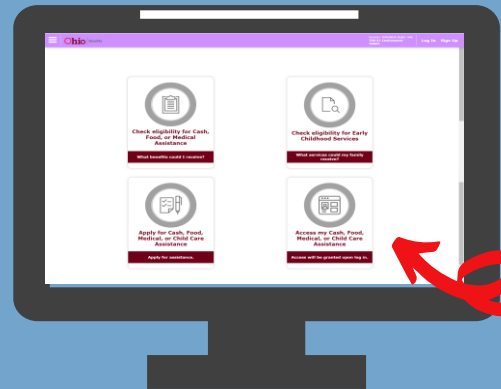 Ohio
Log In Sign Up
Check eligibility for Cash,
Food, or Medical
Assistance
What benefits could I receive?
Check eligibility for Early
Childhood Services
What services could my family
receive?
Apply for Cash, Food,
Medical, or Child Care
Assistance
Apply for assistance.
Access my Cash, Food,
Medical, or Child Care
Assistance
Access will be granted upon log in.